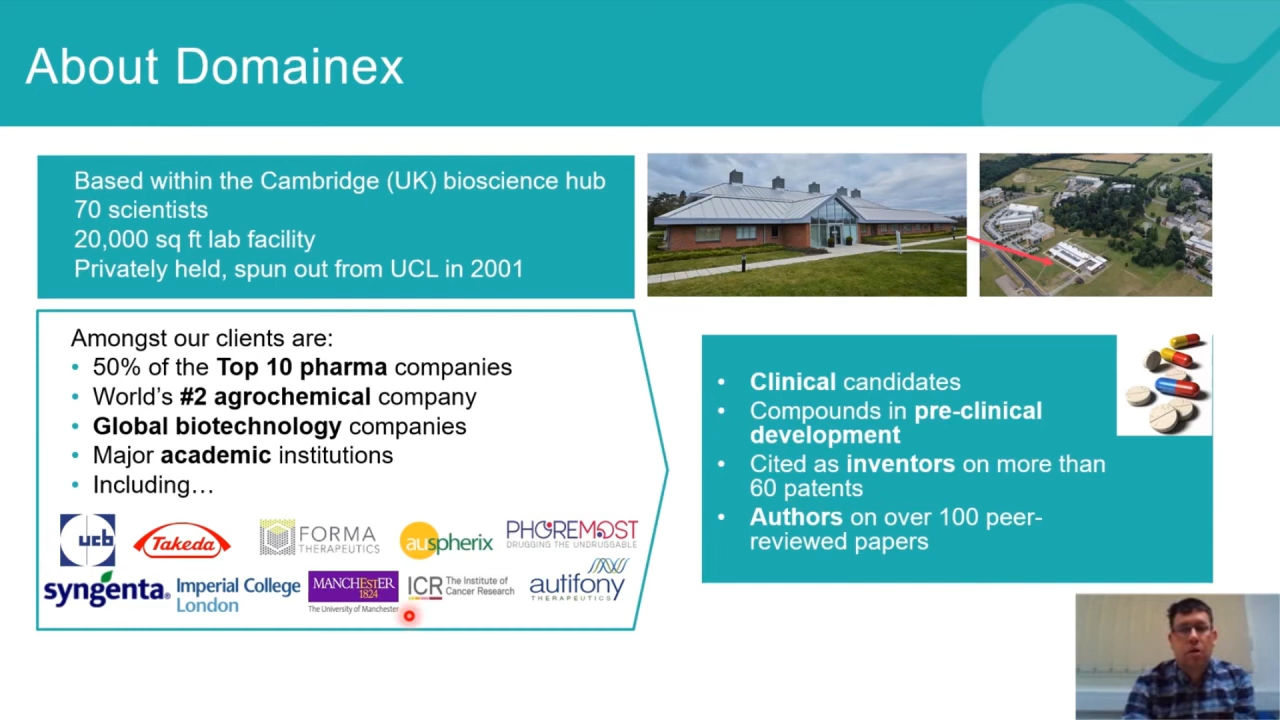 About Domainex
Based within the Cambridge (UK) bioscience hub
70 scientists
20,000 sq ft lab facility
Privately held, spun out from UCL in 2001
Amongst our clients are:
• 50% of the Top 10 pharma companies
• World's #2 agrochemical company
• Global biotechnology companies
• Major academic institutions
• Including…
ucb
Takeda
FORMA
THERAPEUTICS
auspherix
PHOREMOST
DRUGGING THE UNDRUGGABLE
syngenta.
Imperial College
London
MANCHESTER
1824
The University of Manchester
ICR The Institute of
Cancer Research
autifony
THERAPEUTICS
• Clinical candidates
• Compounds in pre-clinical
development
• Cited as inventors on more than
60 patents
• Authors on over 100 peer-
reviewed papers